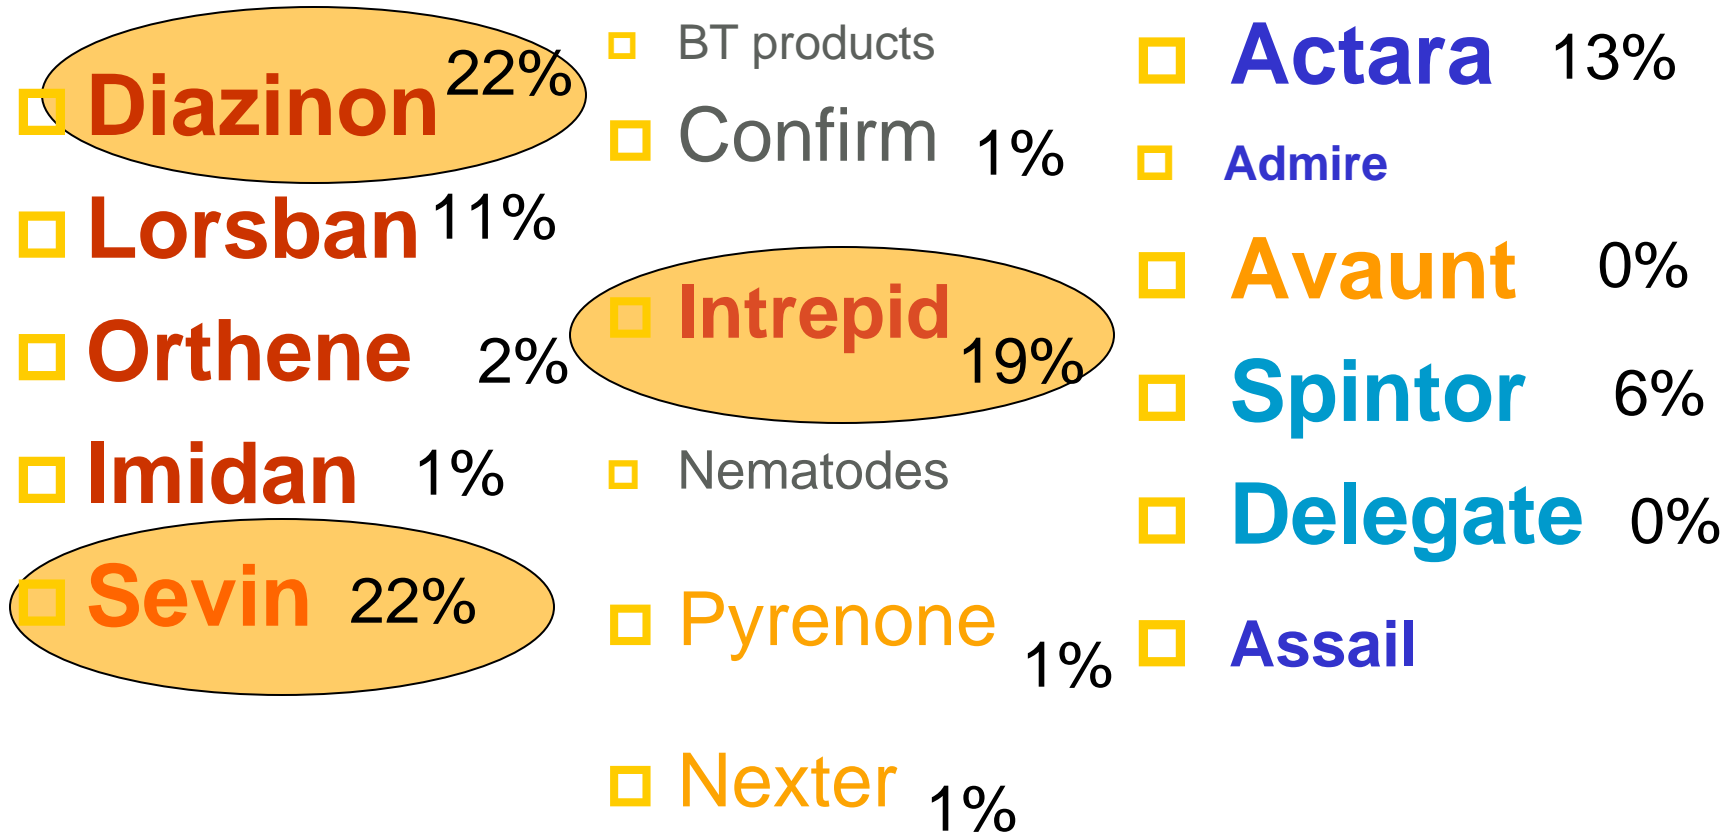 Diazinon 22%
Lorsban 11%
Orthene 2%
Imidan 1%
Sevin 22%
BT products
Confirm 1%
Intrepid 19%
Nematodes
Pyrenone 1%
Nexter 1%
Actara 13%
Admire
Avaunt 0%
Spintor 6%
Delegate 0%
Assail